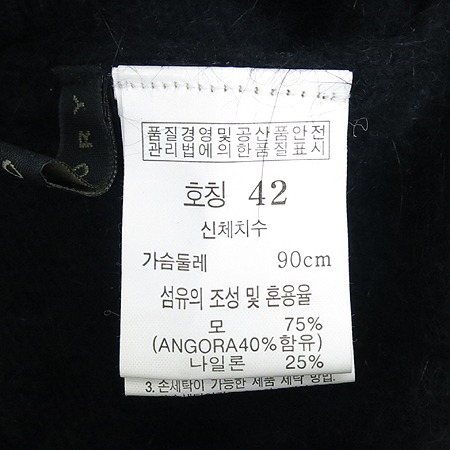 ORY
품질경영및공산품안전
관리법에의한품질표시
호칭 42
신체치수
가슴둘레 90cm
섬유의 조성 및 혼용율
모 75%
(ANGORA40%함유)
나일론 25%
3. 손세탁이 가능한 제품 세탁 방법.